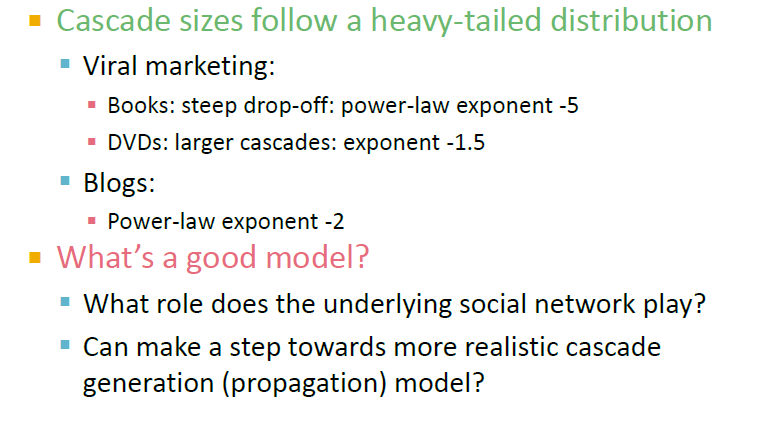 Cascade sizes follow a heavy-tailed distribution
Viral marketing:
Books: steep drop-off: power-law exponent -5
DVDs: larger cascades: exponent -1.5
Blogs:
Power-law exponent -2
What's a good model?
What role does the underlying social network play?
Can make a step towards more realistic cascade
generation (propagation) model?